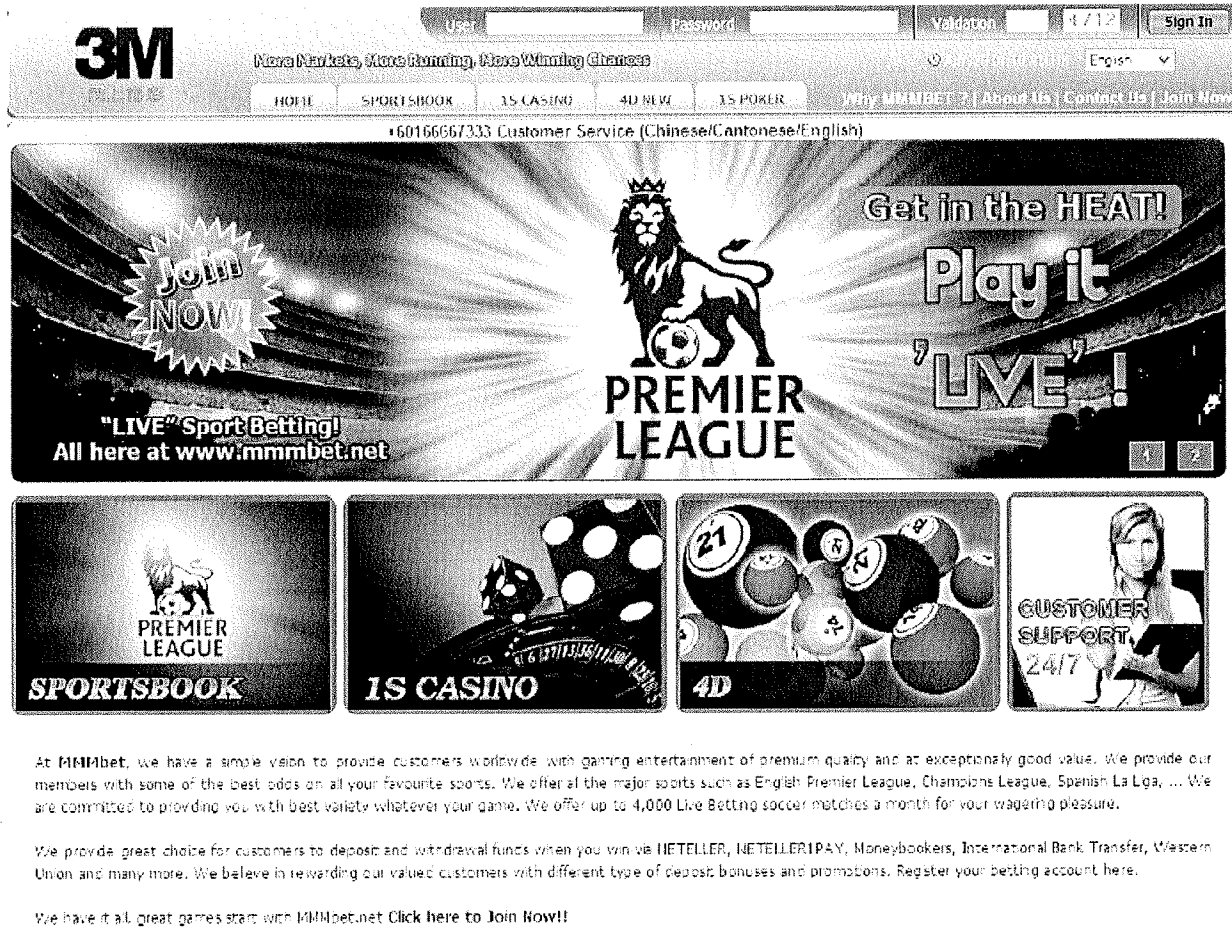 User Password Validation 4712 Sign In
3M
More Markets, More Running, More Winning Chances
English
HOME SPORTSBOOK 1S CASINO 4D NEW 1S POKER Why MMMBET ? | About Us | Contact Us | Join Now
+60166667333 Customer Service (Chinese/Cantonese/English)
Join
NOW!
"LIVE" Sport Betting!
All here at www.mmmbet.net
PREMIER
LEAGUE
Get in the HEAT!
Play it
'LIVE' !
1 2
PREMIER
LEAGUE
SPORTSBOOK
1S CASINO
21
4D
CUSTOMER
SUPPORT
24/7
At MMMbet, we have a simple vision to provide customers worldwide with gaming entertainment of premium quality and at exceptionally good value. We provide our
members with some of the best odds on all your favourite sports. We offer all the major sports such as English Premier League, Champions League, Spanish La Liga, ... We
are committed to providing you with best variety whatever your game. We offer up to 4,000 Live Betting soccer matches a month for your wagering pleasure.
We provide great choice for customers to deposit and withdrawal funds when you win via NETELLER, NETELLER1PAY, Moneybookers, International Bank Transfer, Western
Union and many more. We believe in rewarding our valued customers with different type of deposit bonuses and promotions. Register your betting account here.
We have it all, great games start with MMMbet.net Click here to Join Now!!